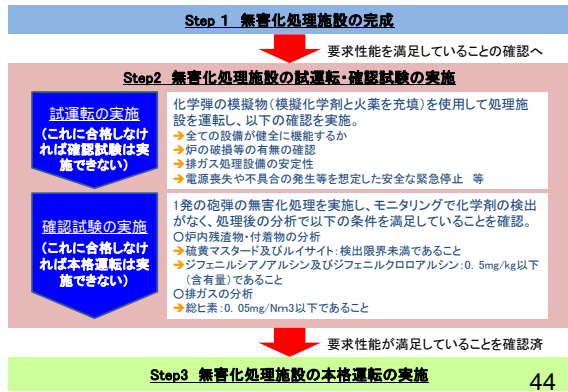 Step 1　無害化処理施設の完成
要求性能を満足していることの確認へ
Step2　無害化処理施設の試運転・確認試験の実施
試運転の実施
(これに合格しなけ
れば確認試験は実
施できない)
化学弾の模擬物(模擬化学剤と火薬を充填)を使用して処理施
設を運転し、以下の確認を実施。
➔全ての設備が健全に機能するか
➔炉の破損等の有無の確認
➔排ガス処理設備の安定性
➔電源喪失や不具合の発生等を想定した安全な緊急停止　等
確認試験の実施
(これに合格しなけ
れば本格運転は実
施できない)
1発の砲弾の無害化処理を実施し、モニタリングで化学剤の検出
がなく、処理後の分析で以下の条件を満足していることを確認。
○炉内残渣物・付着物の分析
➔硫黄マスタード及びルイサイト：検出限界未満であること
➔ジフェニルシアノアルシン及びジフェニルクロロアルシン：0．5mg/kg以下
(含有量)であること
○排ガスの分析
➔総ヒ素：0．05mg/Nm3以下であること
要求性能が満足していることを確認済
Step3　無害化処理施設の本格運転の実施
44